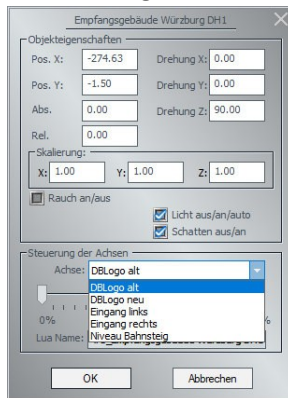 Empfangsgebäude Würzburg DH1
Objekteigenschaften
Pos. X: -274.63 Drehung X: 0.00
Pos. Y: -1.50 Drehung Y: 0.00
Abs. 0.00 Drehung Z: 90.00
Rel. 0.00
Skalierung:
X: 1.00 Y: 1.00 Z: 1.00
Rauch an/aus
Licht aus/an/auto
Schatten aus/an
Steuerung der Achsen
Achse: DBLogo alt
DBLogo alt
DBLogo neu
Eingang links
Eingang rechts
Niveau Bahnsteig
0% %
Lua Name:
OK Abbrechen